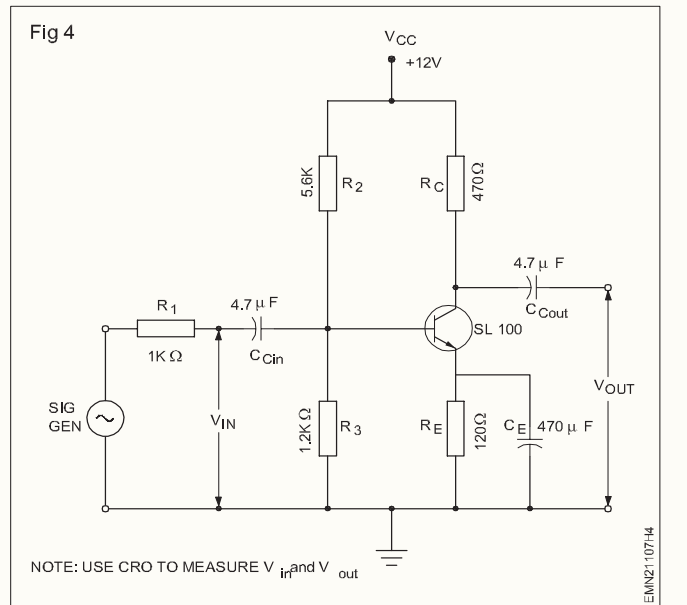 Fig 4
VCC
+12V
5.6K
R2
RC
470Ω
4.7 µ F
CCout
R1
4.7 µ F
1K Ω
CCin
SL 100
SIG
GEN
VIN
1.2K Ω
R3
RE
120Ω
CE
470 µ F
VOUT
NOTE: USE CRO TO MEASURE V in and V out
EMN21107H4